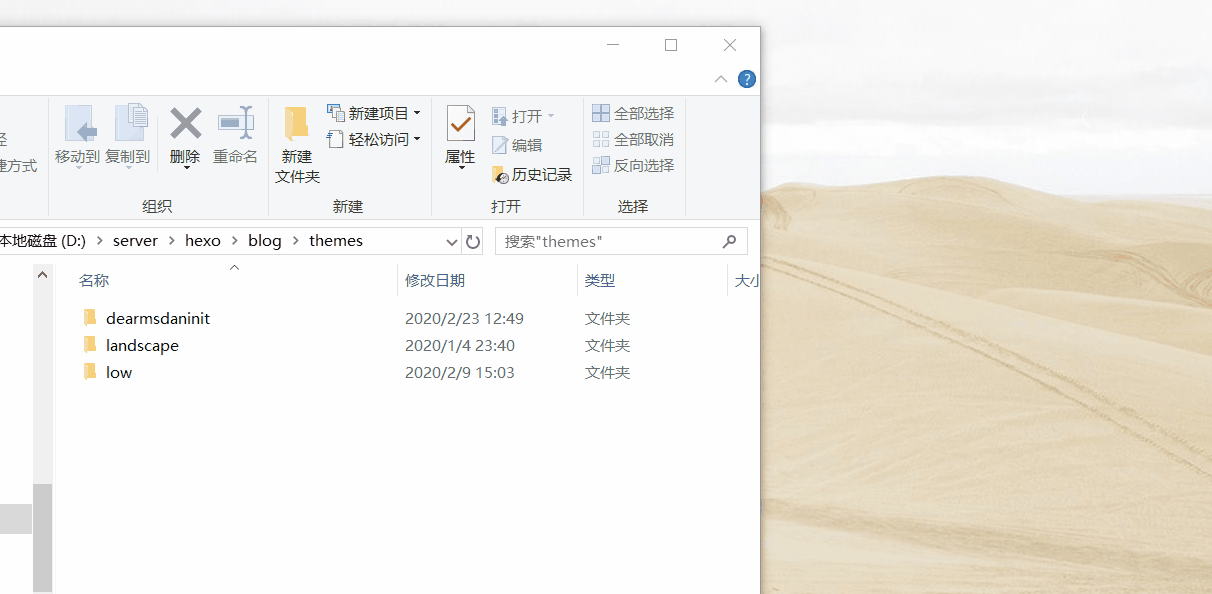 ?
新建项目
全部选择
打开
轻松访问
全部取消
径
编辑
移动到 复制到 删除 重命名 新建 属性
捷方式
反向选择
文件夹
历史记录
组织 新建 打开 选择
本地磁盘 (D:) > server > hexo > blog > themes
搜索"themes"
名称 修改日期 类型 大小
dearmsdaninit 2020/2/23 12:49 文件夹
landscape 2020/1/4 23:40 文件夹
low 2020/2/9 15:03 文件夹